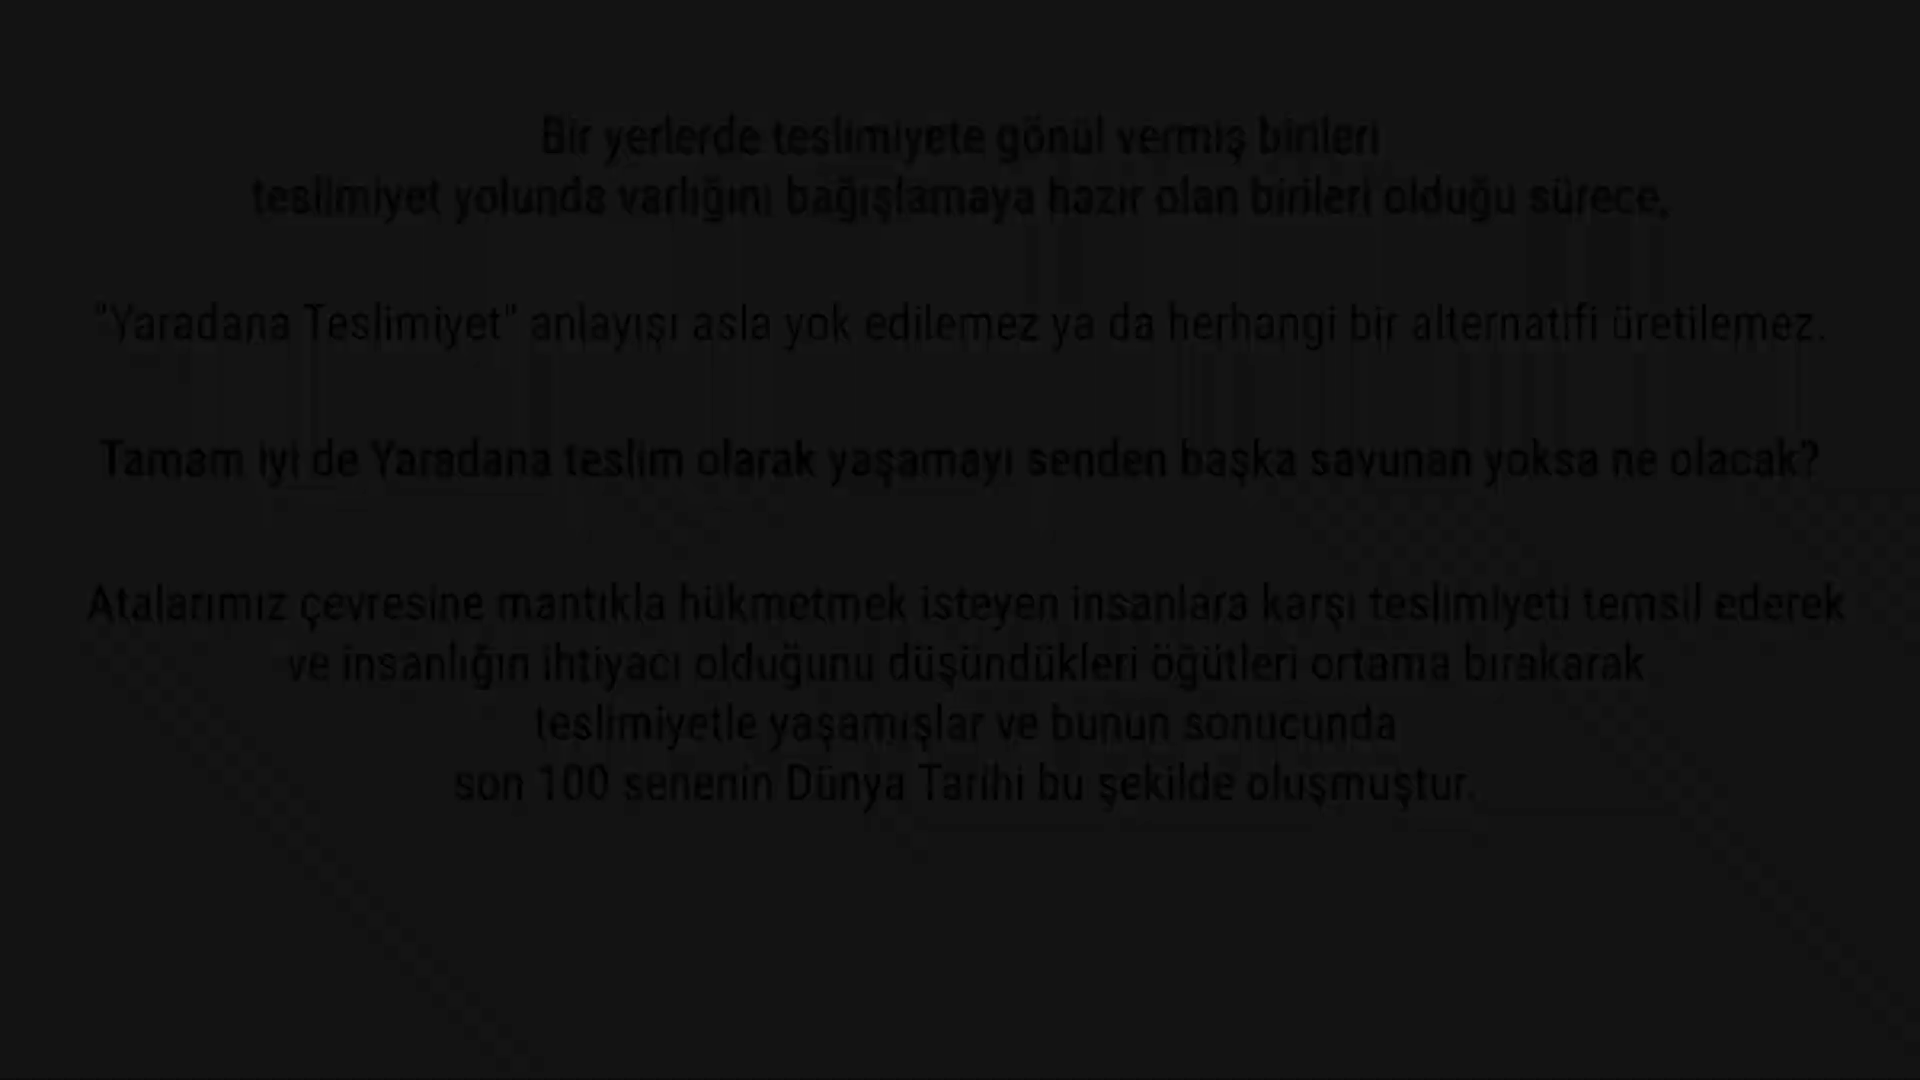 Bir yerlerde teslimiyete gönül vermiş birileri
teslimiyet yolunda varlığını bağışlamaya hazır olan birileri olduğu sürece,
"Yaradana Teslimiyet" anlayışı asla yok edilemez ya da herhangi bir alternatifi üretilemez.
Tamam iyi de Yaradana teslim olarak yaşamayı senden başka savunan yoksa ne olacak?
Atalarımız çevresine mantıkla hükmetmek isteyen insanlara karşı teslimiyeti temsil ederek
ve insanlığın ihtiyacı olduğunu düşündükleri öğütleri ortama bırakarak
teslimiyetle yaşamışlar ve bunun sonucunda
son 100 senenin Dünya Tarihi bu şekilde oluşmuştur.